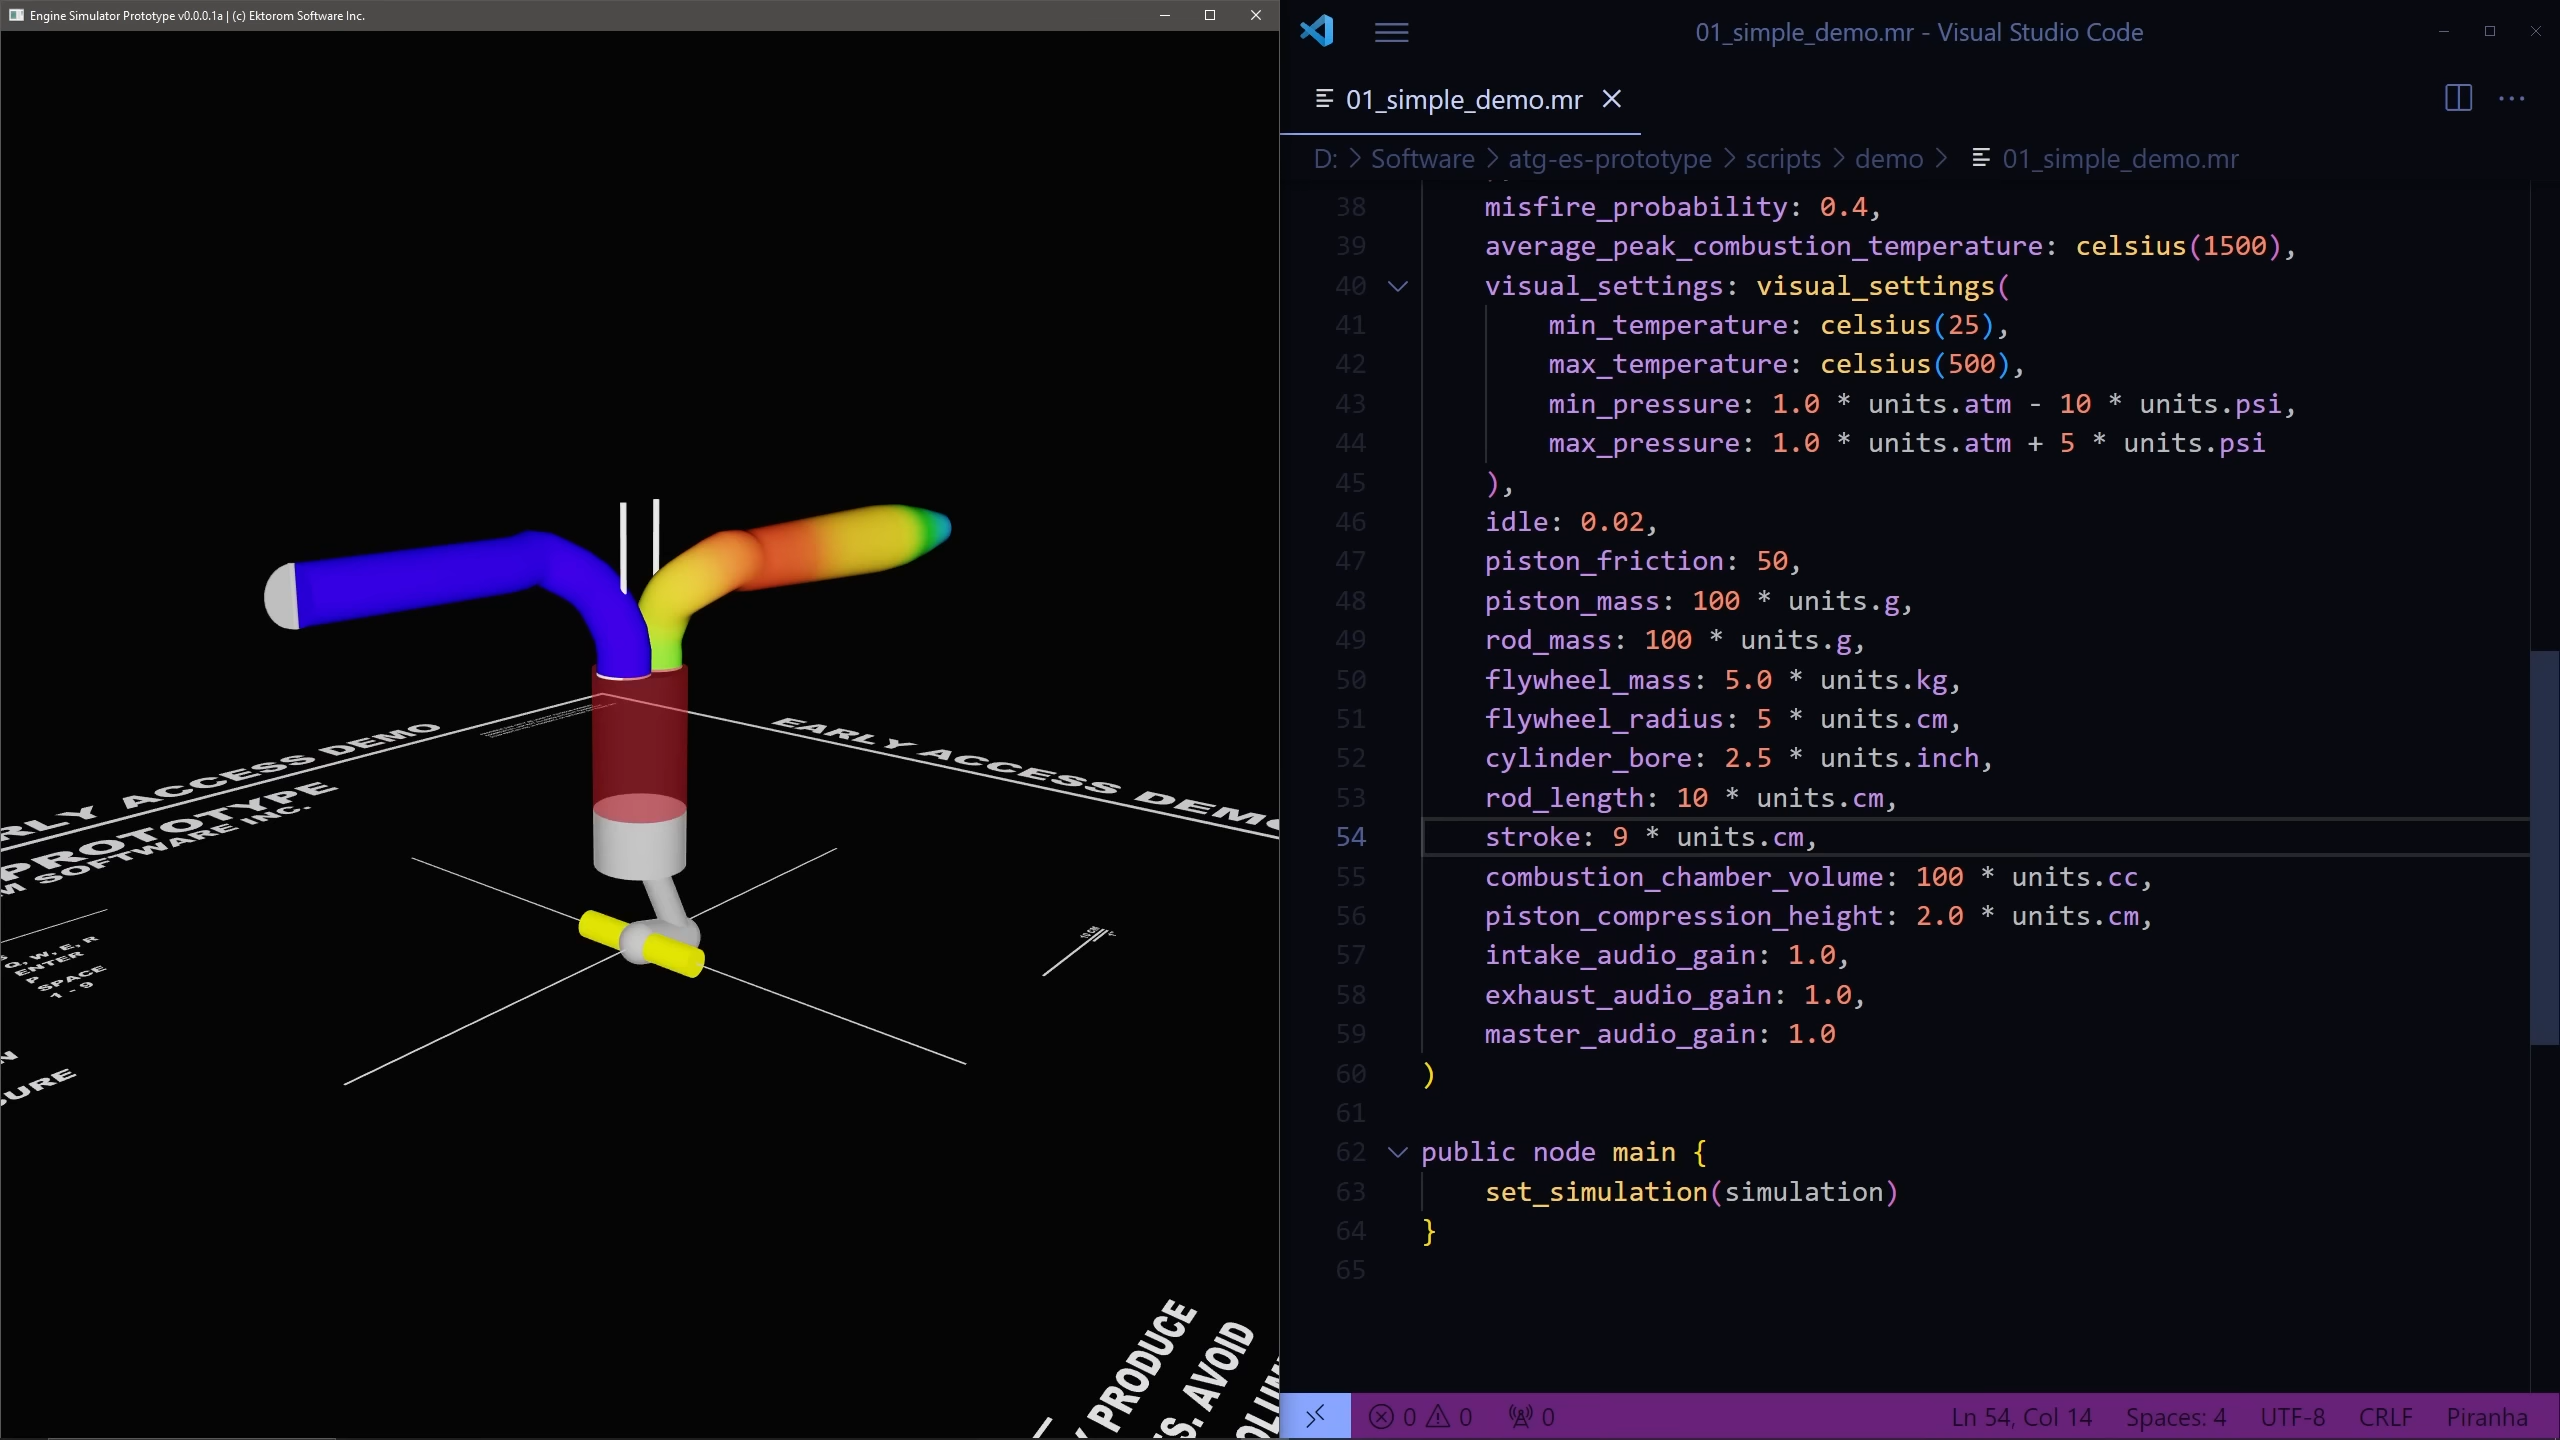 Engine Simulator Prototype v0.0.0.1a | (c) Ektorom Software Inc.
EARLY ACCESS DEMO
RLY ACCESS DEMO
PROTOTYPE
M SOFTWARE INC.
Q, W, E, R
ENTER
P
SPACE
1 - 9
URE
PRODUCE
S. AVOID
01_simple_demo.mr - Visual Studio Code
01_simple_demo.mr
D: > Software > atg-es-prototype > scripts > demo > 01_simple_demo.mr
38 misfire_probability: 0.4,
39 average_peak_combustion_temperature: celsius(1500),
40 visual_settings: visual_settings(
41 min_temperature: celsius(25),
42 max_temperature: celsius(500),
43 min_pressure: 1.0 * units.atm - 10 * units.psi,
44 max_pressure: 1.0 * units.atm + 5 * units.psi
45 ),
46 idle: 0.02,
47 piston_friction: 50,
48 piston_mass: 100 * units.g,
49 rod_mass: 100 * units.g,
50 flywheel_mass: 5.0 * units.kg,
51 flywheel_radius: 5 * units.cm,
52 cylinder_bore: 2.5 * units.inch,
53 rod_length: 10 * units.cm,
54 stroke: 9 * units.cm,
55 combustion_chamber_volume: 100 * units.cc,
56 piston_compression_height: 2.0 * units.cm,
57 intake_audio_gain: 1.0,
58 exhaust_audio_gain: 1.0,
59 master_audio_gain: 1.0
60 )
61
62 public node main {
63 set_simulation(simulation)
64 }
65
0 0 0 Ln 54, Col 14 Spaces: 4 UTF-8 CRLF Piranha